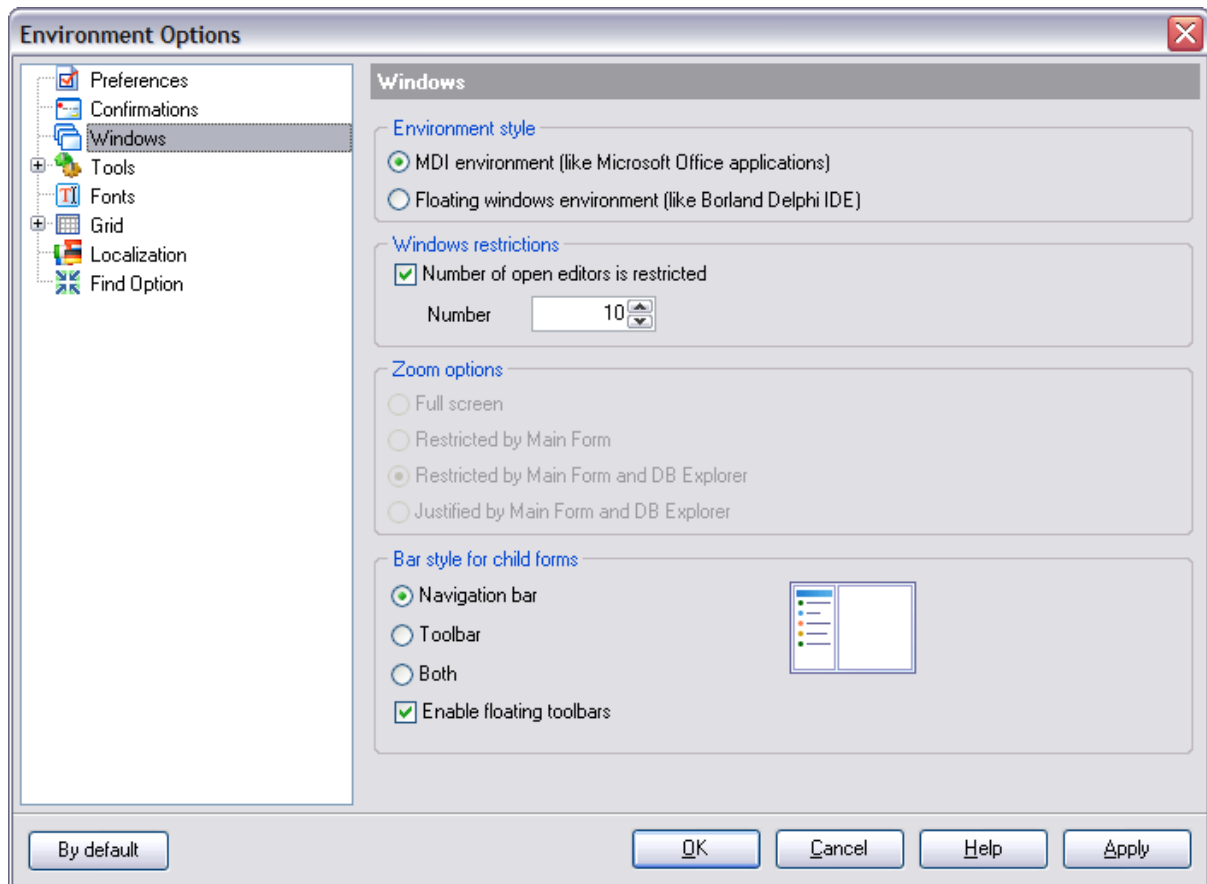 Environment Options
Preferences
Confirmations
Windows
Tools
Fonts
Grid
Localization
Find Option
Windows
Environment style
MDI environment (like Microsoft Office applications)
Floating windows environment (like Borland Delphi IDE)
Windows restrictions
Number of open editors is restricted
Number 10
Zoom options
Full screen
Restricted by Main Form
Restricted by Main Form and DB Explorer
Justified by Main Form and DB Explorer
Bar style for child forms
Navigation bar
Toolbar
Both
Enable floating toolbars
By default OK Cancel Help Apply